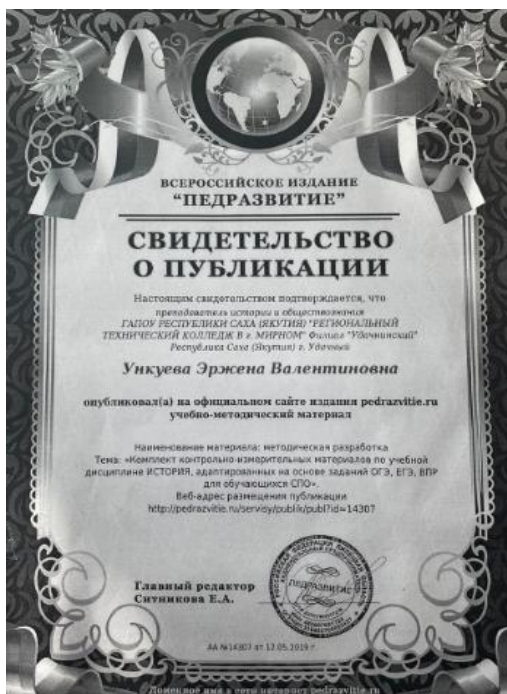 ВСЕРОССИЙСКОЕ ИЗДАНИЕ
"ПЕДРАЗВИТИЕ"
СВИДЕТЕЛЬСТВО
О ПУБЛИКАЦИИ
Настоящим свидетельством подтверждается, что
преподаватель истории и обществознания
ГАПОУ РЕСПУБЛИКИ САХА (ЯКУТИЯ) "РЕГИОНАЛЬНЫЙ
ТЕХНИЧЕСКИЙ КОЛЛЕДЖ В г. МИРНОМ" Филиал "Удачнинский"
Республика Саха (Якутия) г. Удачный
Ункуева Эржена Валентиновна
опубликовал(а) на официальном сайте издания pedrazvitie.ru
учебно-методический материал
Наименование материала: методическая разработка
Тема: «Комплект контрольно-измерительных материалов по учебной
дисциплине ИСТОРИЯ, адаптированных на основе заданий ОГЭ, ЕГЭ, ВПР
для обучающихся СПО».
Веб-адрес размещения публикации
http://pedrazvitie.ru/servisy/publik/publ?id=14307
Главный редактор
Ситникова Е.А.
ПЕДРАЗВИТИЕ
АА №14307 от 12.05.2019 г.
Доменное имя в сети интернет pedrazvitie.ru